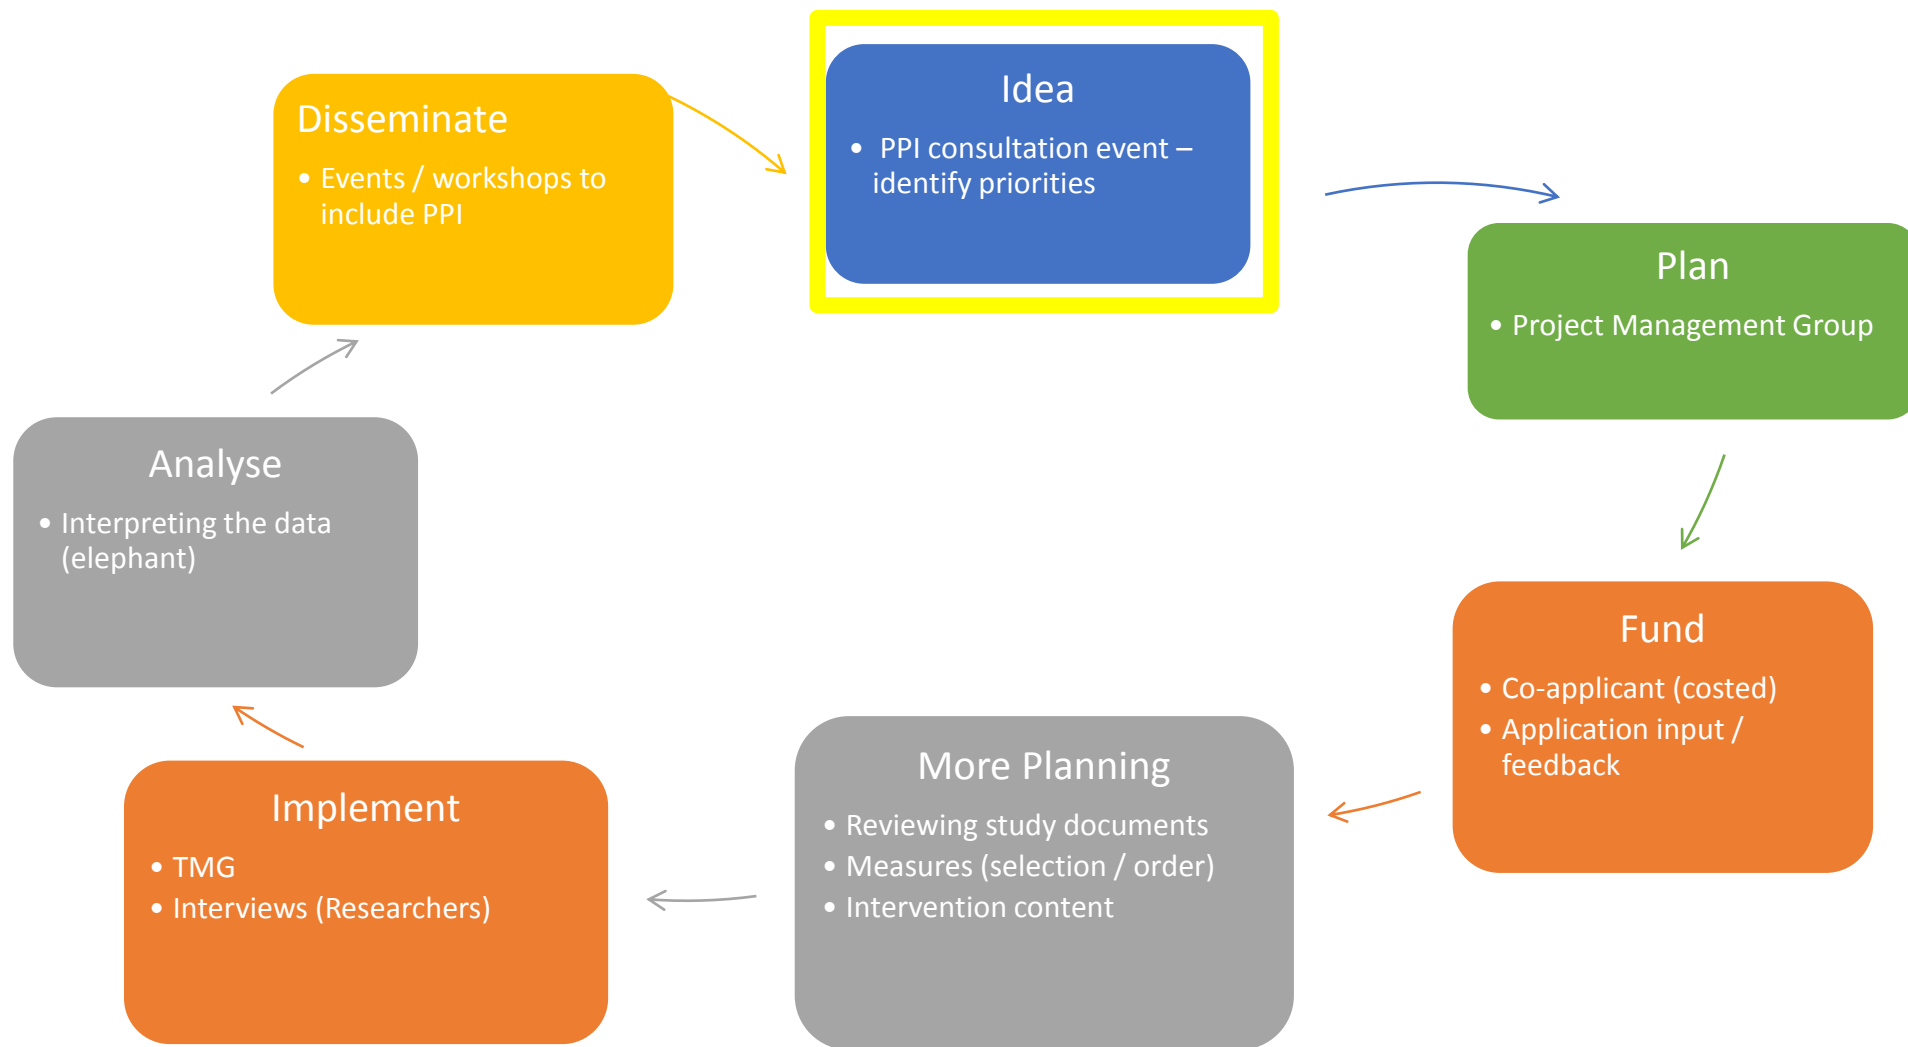 Idea
• PPI consultation event –
identify priorities
Plan
• Project Management Group
Fund
• Co-applicant (costed)
• Application input /
feedback
More Planning
• Reviewing study documents
• Measures (selection / order)
• Intervention content
Implement
• TMG
• Interviews (Researchers)
Analyse
• Interpreting the data
(elephant)
Disseminate
• Events / workshops to
include PPI